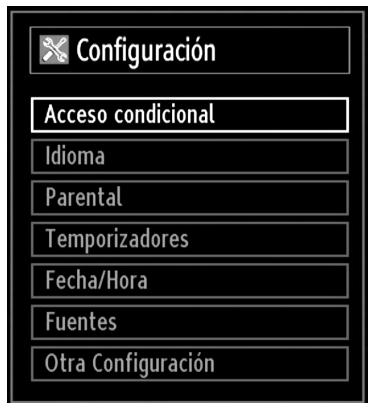 Configuración
Acceso condicional
Idioma
Parental
Temporizadores
Fecha/Hora
Fuentes
Otra Configuración